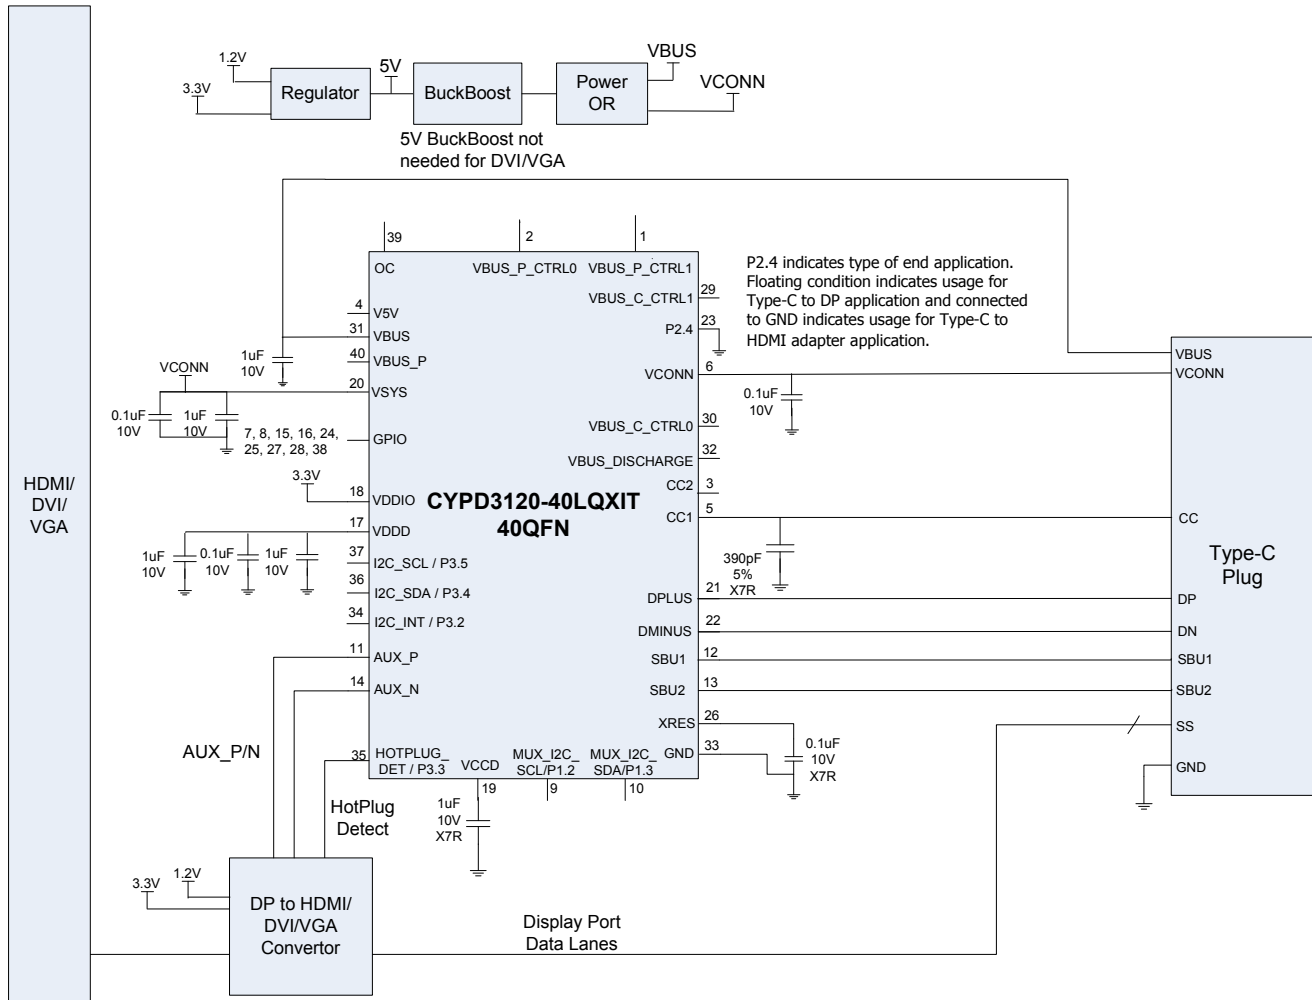 1.2V
3.3V
Regulator
5V
BuckBoost
Power
OR
VBUS
VCONN
5V BuckBoost not
needed for DVI/VGA
HDMI/
DVI/
VGA
39
2
1
OC
VBUS_P_CTRL0
VBUS_P_CTRL1
P2.4 indicates type of end application.
Floating condition indicates usage for
Type-C to DP application and connected
to GND indicates usage for Type-C to
HDMI adapter application.
VBUS_C_CTRL1
29
4
V5V
31
VBUS
P2.4
23
1uF
10V
40
VBUS_P
VCONN
VCONN
6
0.1uF
10V
VBUS
VCONN
20
VSYS
0.1uF
10V
1uF
10V
7, 8, 15, 16, 24,
25, 27, 28, 38
GPIO
VBUS_C_CTRL0
30
VBUS_DISCHARGE
32
3.3V
18
VDDIO
CYPD3120-40LQXIT
40QFN
CC2
3
CC1
5
CC
17
VDDD
1uF
10V
0.1uF
10V
1uF
10V
390pF
5%
X7R
Type-C
Plug
37
I2C_SCL / P3.5
36
I2C_SDA / P3.4
34
I2C_INT / P3.2
DPLUS
21
DP
DMINUS
22
DN
11
AUX_P
SBU1
12
SBU1
14
AUX_N
SBU2
13
SBU2
XRES
26
SS
AUX_P/N
35
HOTPLUG_
DET / P3.3
VCCD
MUX_I2C_
SCL/P1.2
MUX_I2C_
SDA/P1.3
GND
33
0.1uF
10V
X7R
GND
19
9
10
1uF
10V
X7R
HotPlug
Detect
3.3V
1.2V
DP to HDMI/
DVI/VGA
Convertor
Display Port
Data Lanes